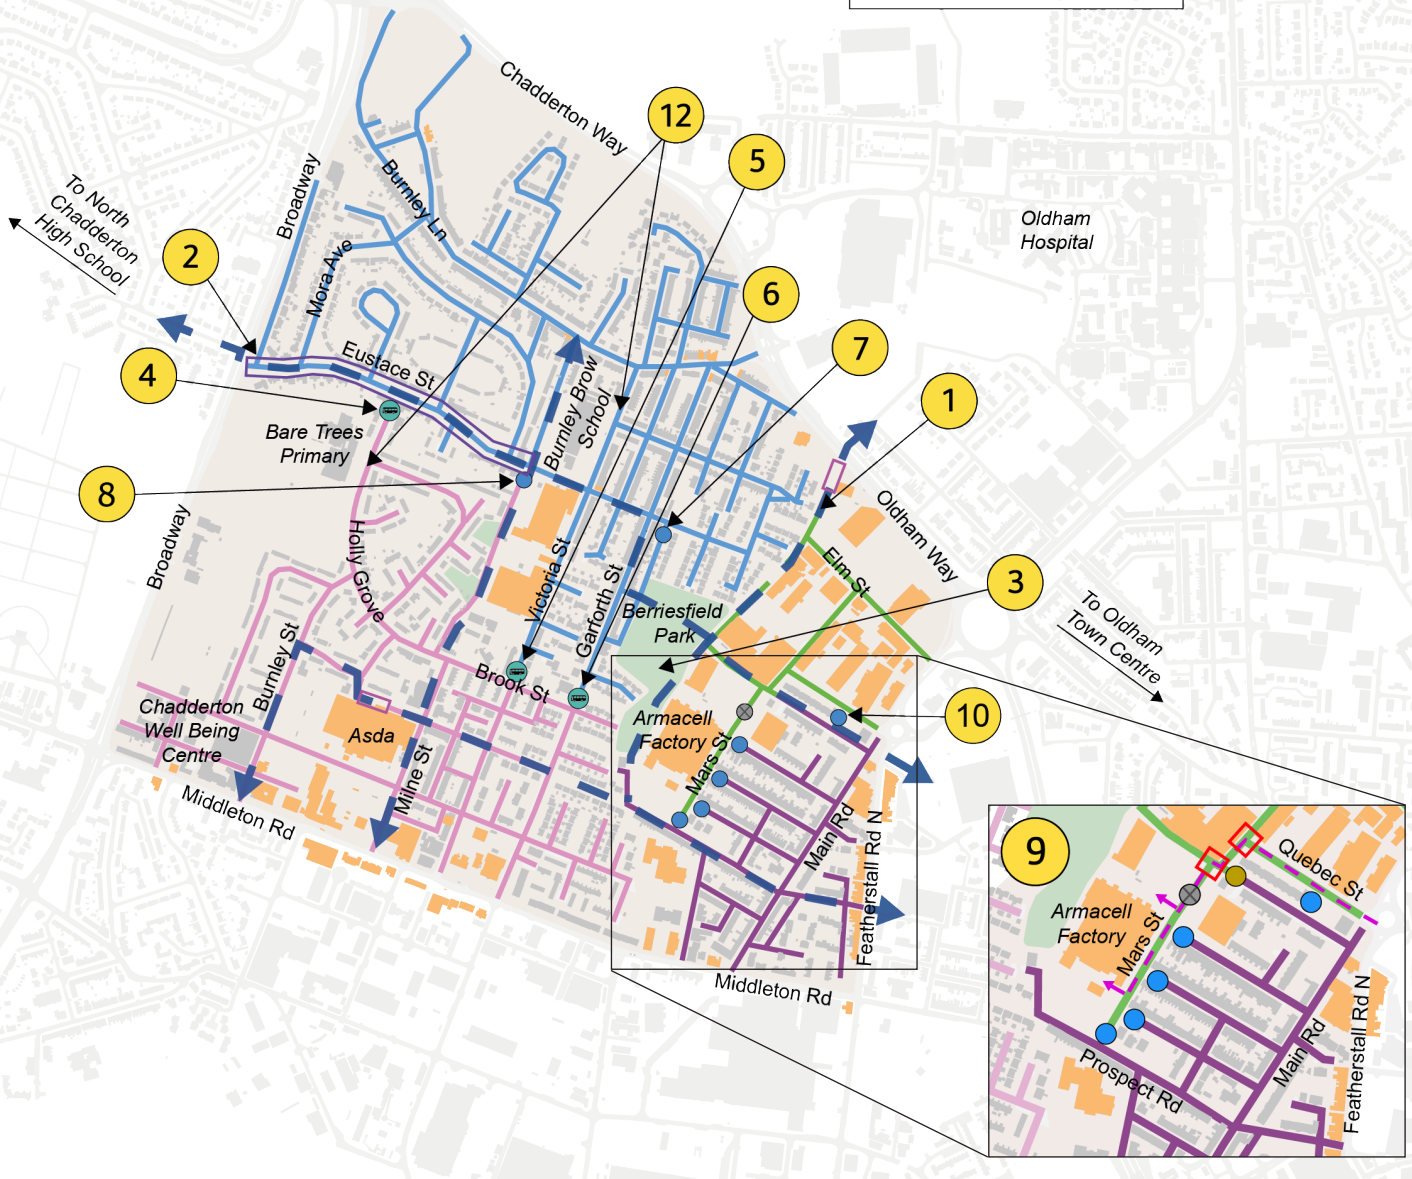 Chadderton Way
12
5
To North
Chadderton
High School
Broadway
Burnley Ln
Oldham
Hospital
2
Mora Ave
6
7
4
Eustace St
Burnley Brow
School
1
Bare Trees
Primary
8
Oldham Way
Broadway
Holly Grove
Victoria St
Elm St
3
Garforth St
Berriesfield
Park
To Oldham
Town Centre
Burnley St
Brook St
10
Chadderton
Well Being
Centre
Asda
Armacell
Factory
Mars St
Milne St
Middleton Rd
Main Rd
Featherstall Rd N
Middleton Rd
9
Quebec St
Armacell
Factory
Mars St
Main Rd
Featherstall Rd N
Prospect Rd